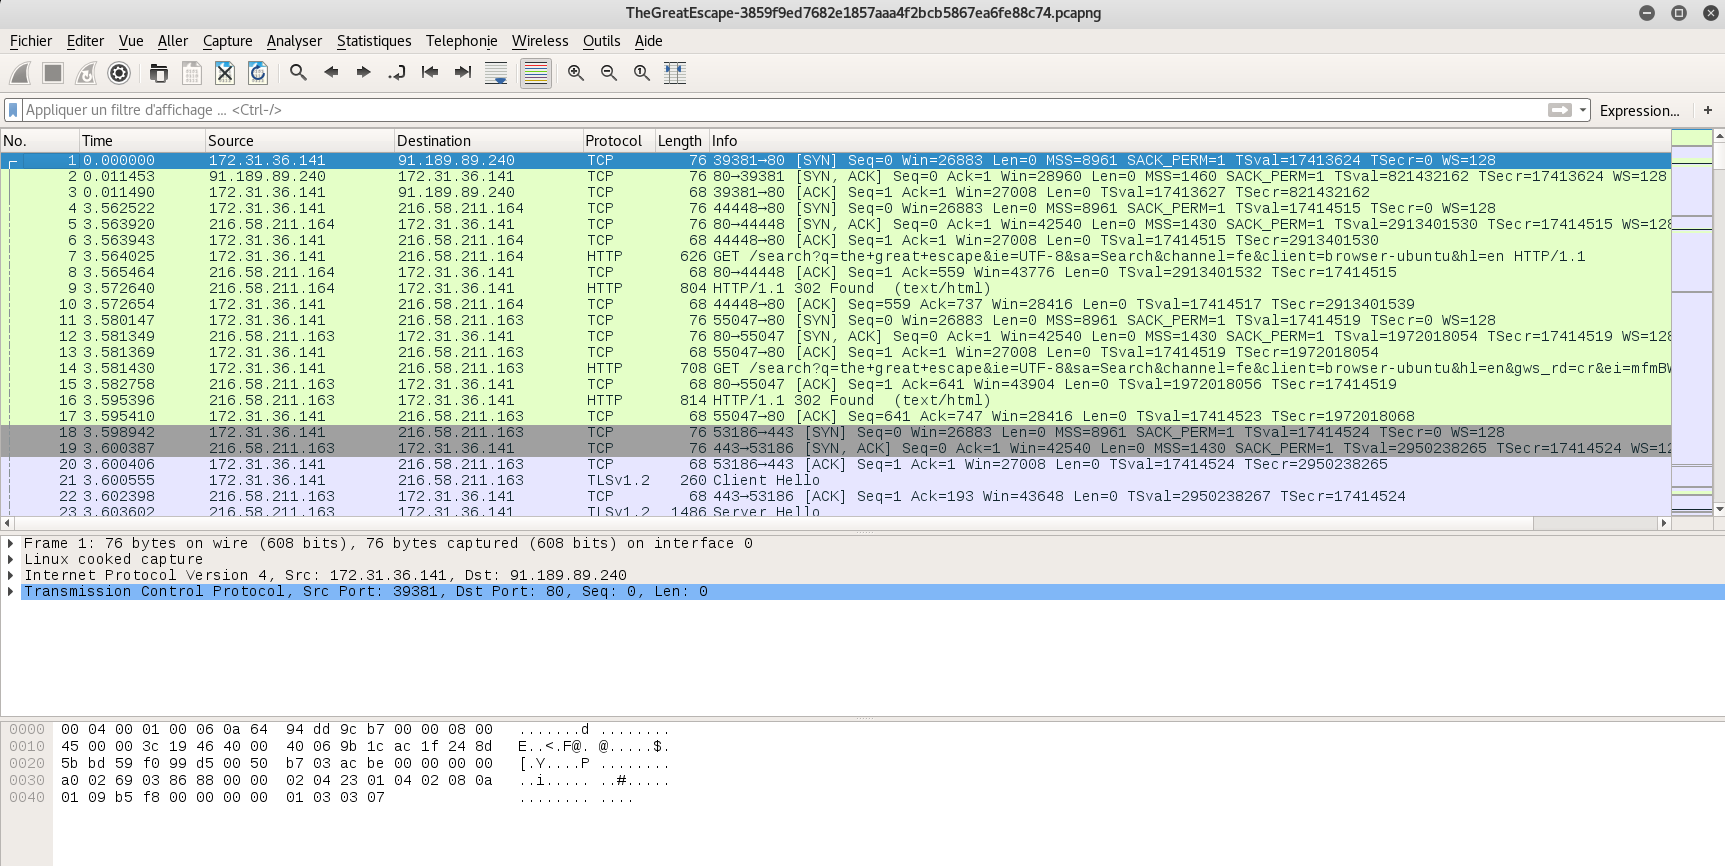 TheGreatEscape-3859f9ed7682e1857aaa4f2bcb5867ea6fe88c74.pcapng
Fichier Editer Vue Aller Capture Analyser Statistiques Telephonie Wireless Outils Aide
Appliquer un filtre d'affichage ... <Ctrl-/> Expression... +
No. Time Source Destination Protocol Length Info
1 0.000000 172.31.36.141 91.189.89.240 TCP 76 39381→80 [SYN] Seq=0 Win=26883 Len=0 MSS=8961 SACK_PERM=1 TSval=17413624 TSecr=0 WS=128
2 0.011453 91.189.89.240 172.31.36.141 TCP 76 80→39381 [SYN, ACK] Seq=0 Ack=1 Win=28960 Len=0 MSS=1460 SACK_PERM=1 TSval=821432162 TSecr=17413624 WS=128
3 0.011490 172.31.36.141 91.189.89.240 TCP 68 39381→80 [ACK] Seq=1 Ack=1 Win=27008 Len=0 TSval=17413627 TSecr=821432162
4 3.562522 172.31.36.141 216.58.211.164 TCP 76 44448→80 [SYN] Seq=0 Win=26883 Len=0 MSS=8961 SACK_PERM=1 TSval=17414515 TSecr=0 WS=128
5 3.563920 216.58.211.164 172.31.36.141 TCP 76 80→44448 [SYN, ACK] Seq=0 Ack=1 Win=42540 Len=0 MSS=1430 SACK_PERM=1 TSval=2913401530 TSecr=17414515 WS=128
6 3.563943 172.31.36.141 216.58.211.164 TCP 68 44448→80 [ACK] Seq=1 Ack=1 Win=27008 Len=0 TSval=17414515 TSecr=2913401530
7 3.564025 172.31.36.141 216.58.211.164 HTTP 626 GET /search?q=the+great+escape&ie=UTF-8&sa=Search&channel=fe&client=browser-ubuntu&hl=en HTTP/1.1
8 3.565464 216.58.211.164 172.31.36.141 TCP 68 80→44448 [ACK] Seq=1 Ack=559 Win=43776 Len=0 TSval=2913401532 TSecr=17414515
9 3.572640 216.58.211.164 172.31.36.141 HTTP 804 HTTP/1.1 302 Found (text/html)
10 3.572654 172.31.36.141 216.58.211.164 TCP 68 44448→80 [ACK] Seq=559 Ack=737 Win=28416 Len=0 TSval=17414517 TSecr=2913401539
11 3.580147 172.31.36.141 216.58.211.163 TCP 76 55047→80 [SYN] Seq=0 Win=26883 Len=0 MSS=8961 SACK_PERM=1 TSval=17414519 TSecr=0 WS=128
12 3.581349 216.58.211.163 172.31.36.141 TCP 76 80→55047 [SYN, ACK] Seq=0 Ack=1 Win=42540 Len=0 MSS=1430 SACK_PERM=1 TSval=1972018054 TSecr=17414519 WS=128
13 3.581369 172.31.36.141 216.58.211.163 TCP 68 55047→80 [ACK] Seq=1 Ack=1 Win=27008 Len=0 TSval=17414519 TSecr=1972018054
14 3.581430 172.31.36.141 216.58.211.163 HTTP 708 GET /search?q=the+great+escape&ie=UTF-8&sa=Search&channel=fe&client=browser-ubuntu&hl=en&gws_rd=cr&ei=mfmBW
15 3.582758 216.58.211.163 172.31.36.141 TCP 68 80→55047 [ACK] Seq=1 Ack=641 Win=43904 Len=0 TSval=1972018056 TSecr=17414519
16 3.595396 216.58.211.163 172.31.36.141 HTTP 814 HTTP/1.1 302 Found (text/html)
17 3.595410 172.31.36.141 216.58.211.163 TCP 68 55047→80 [ACK] Seq=641 Ack=747 Win=28416 Len=0 TSval=17414523 TSecr=1972018068
18 3.598942 172.31.36.141 216.58.211.163 TCP 76 53186→443 [SYN] Seq=0 Win=26883 Len=0 MSS=8961 SACK_PERM=1 TSval=17414524 TSecr=0 WS=128
19 3.600387 216.58.211.163 172.31.36.141 TCP 76 443→53186 [SYN, ACK] Seq=0 Ack=1 Win=42540 Len=0 MSS=1430 SACK_PERM=1 TSval=2950238265 TSecr=17414524 WS=12
20 3.600406 172.31.36.141 216.58.211.163 TCP 68 53186→443 [ACK] Seq=1 Ack=1 Win=27008 Len=0 TSval=17414524 TSecr=2950238265
21 3.600555 172.31.36.141 216.58.211.163 TLSv1.2 260 Client Hello
22 3.602398 216.58.211.163 172.31.36.141 TCP 68 443→53186 [ACK] Seq=1 Ack=193 Win=43648 Len=0 TSval=2950238267 TSecr=17414524
23 3.603602 216.58.211.163 172.31.36.141 TLSv1.2 1486 Server Hello
Frame 1: 76 bytes on wire (608 bits), 76 bytes captured (608 bits) on interface 0
Linux cooked capture
Internet Protocol Version 4, Src: 172.31.36.141, Dst: 91.189.89.240
Transmission Control Protocol, Src Port: 39381, Dst Port: 80, Seq: 0, Len: 0
0000 00 04 00 01 00 06 0a 64 94 dd 9c b7 00 00 08 00 .......d ........
0010 45 00 00 3c 19 46 40 00 40 06 9b 1c ac 1f 24 8d E..<.F@. @.....$.
0020 5b bd 59 f0 99 d5 00 50 b7 03 ac be 00 00 00 00 [.Y....P ........
0030 a0 02 69 03 86 88 00 00 02 04 23 01 04 02 08 0a ..i..... ..#.....
0040 01 09 b5 f8 00 00 00 00 01 03 03 07 ........ ....